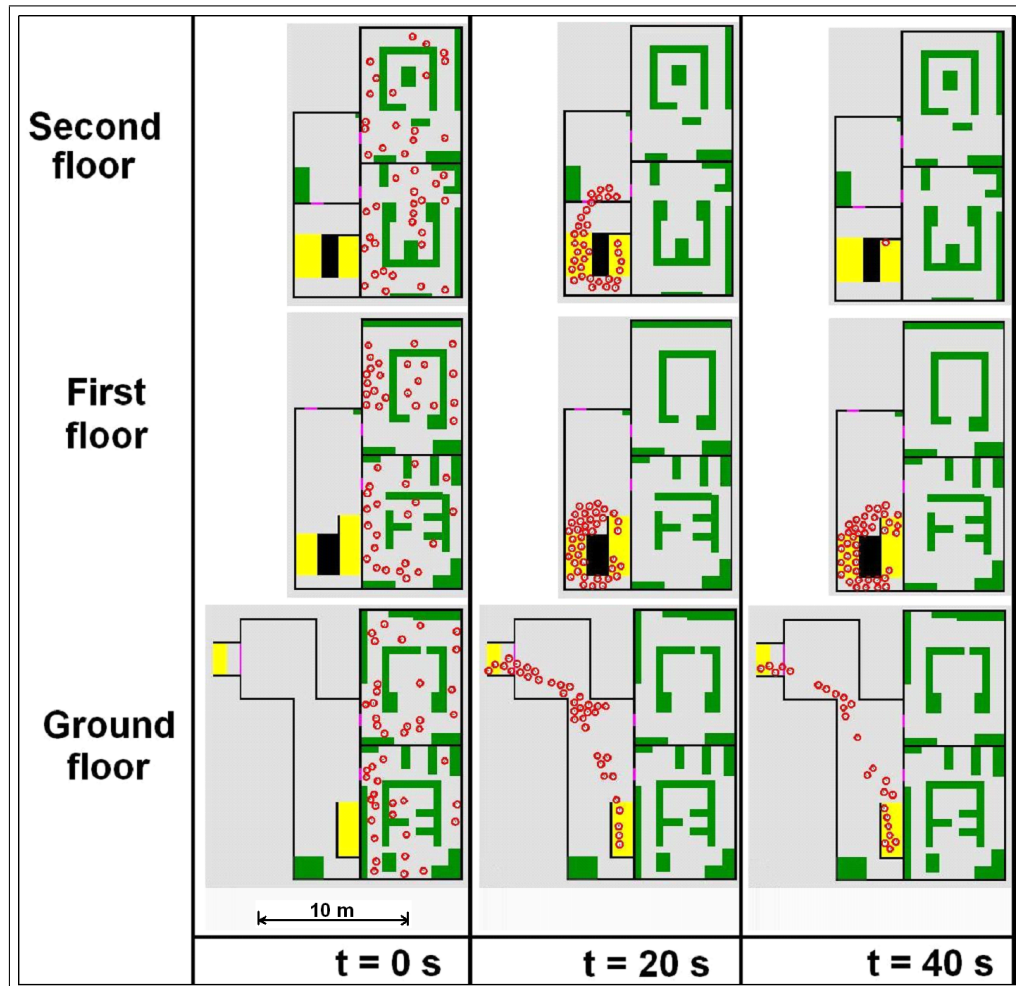 Second
floor
First
floor
Ground
floor
10 m
t = 0 s
t = 20 s
t = 40 s